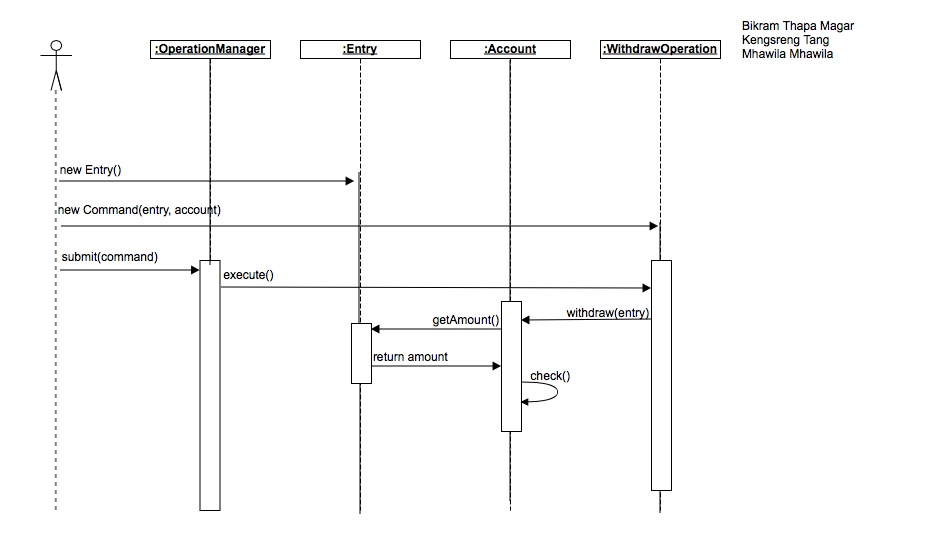 Bikram Thapa Magar
Kengsreng Tang
Mhawila Mhawila
:OperationManager
:Entry
:Account
:WithdrawOperation
new Entry()
new Command(entry, account)
submit(command)
execute()
withdraw(entry)
getAmount()
return amount
check()